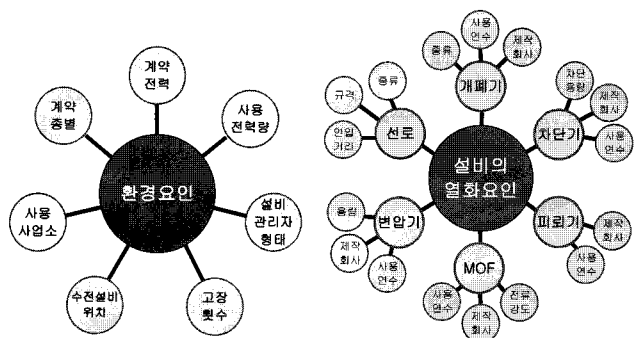 계약
전력
사용
전력량
설비
관리자
형태
고장
횟수
수전설비
위치
사용
사업소
계약
종별
환경요인
설비의
열화요인
개폐기
종류
사용
연수
제작
회사
차단기
차단
용량
제작
회사
사용
연수
피뢰기
제작
회사
사용
연수
MOF
전류
강도
제작
회사
사용
연수
변압기
사용
연수
제작
회사
용량
선로
인입
거리
규격
종류